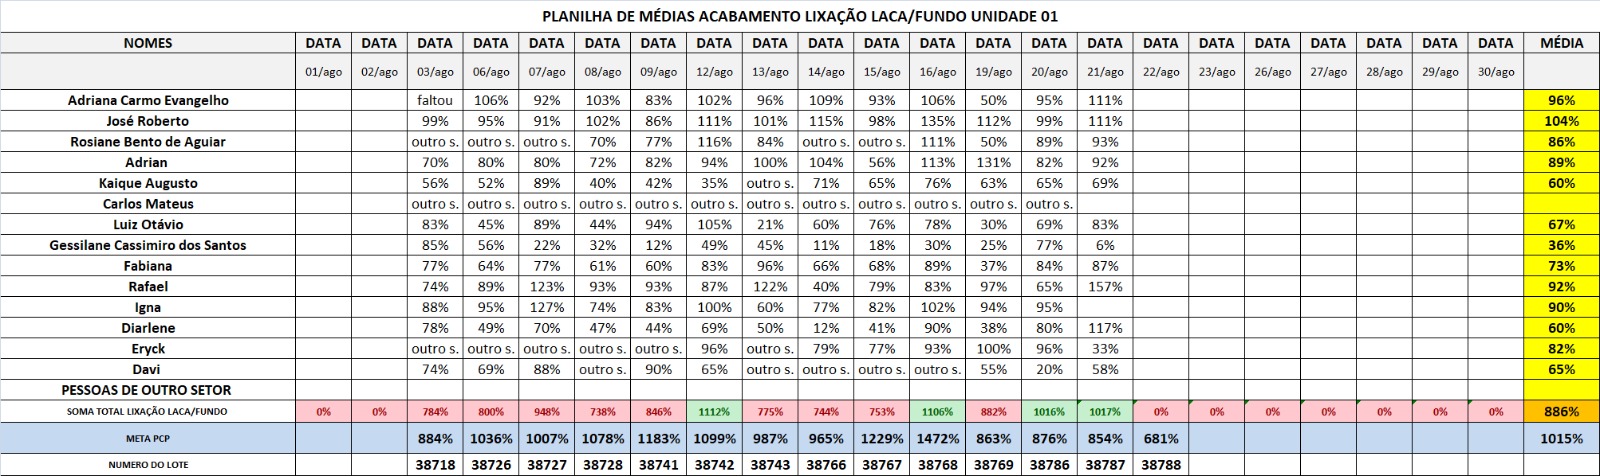 PLANILHA DE MÉDIAS ACABAMENTO LIXAÇÃO LACA/FUNDO UNIDADE 01
NOMES DATA DATA DATA DATA DATA DATA DATA DATA DATA DATA DATA DATA DATA DATA DATA DATA DATA DATA DATA DATA DATA DATA MÉDIA
01/ago 02/ago 03/ago 06/ago 07/ago 08/ago 09/ago 12/ago 13/ago 14/ago 15/ago 16/ago 19/ago 20/ago 21/ago 22/ago 23/ago 26/ago 27/ago 28/ago 29/ago 30/ago
Adriana Carmo Evangelho faltou 106% 92% 103% 83% 102% 96% 109% 93% 106% 50% 95% 111% 96%
José Roberto 99% 95% 91% 102% 86% 111% 101% 115% 98% 135% 112% 99% 111% 104%
Rosiane Bento de Aguiar outro s. outro s. outro s. 70% 77% 116% 84% outro s. outro s. 111% 50% 89% 93% 86%
Adrian 70% 80% 80% 72% 82% 94% 100% 104% 56% 113% 131% 82% 92% 89%
Kaique Augusto 56% 52% 89% 40% 42% 35% outro s. 71% 65% 76% 63% 65% 69% 60%
Carlos Mateus outro s. outro s. outro s. outro s. outro s. outro s. outro s. outro s. outro s. outro s. outro s. outro s.
Luiz Otávio 83% 45% 89% 44% 94% 105% 21% 60% 76% 78% 30% 69% 83% 67%
Gessilane Cassimiro dos Santos 85% 56% 22% 32% 12% 49% 45% 11% 18% 30% 25% 77% 6% 36%
Fabiana 77% 64% 77% 61% 60% 83% 96% 66% 68% 89% 37% 84% 87% 73%
Rafael 74% 89% 123% 93% 93% 87% 122% 40% 79% 83% 97% 65% 157% 92%
Igna 88% 95% 127% 74% 83% 100% 60% 77% 82% 102% 94% 95% 90%
Diarlene 78% 49% 70% 47% 44% 69% 50% 12% 41% 90% 38% 80% 117% 60%
Eryck outro s. outro s. outro s. outro s. outro s. 96% outro s. 79% 77% 93% 100% 96% 33% 82%
Davi 74% 69% 88% outro s. 90% 65% outro s. outro s. outro s. outro s. 55% 20% 58% 65%
PESSOAS DE OUTRO SETOR
SOMA TOTAL LIXAÇÃO LACA/FUNDO 0% 0% 784% 800% 948% 738% 846% 1112% 775% 744% 753% 1106% 882% 1016% 1017% 0% 0% 0% 0% 0% 0% 0% 886%
META PCP 884% 1036% 1007% 1078% 1183% 1099% 987% 965% 1229% 1472% 863% 876% 854% 681% 1015%
NUMERO DO LOTE 38718 38726 38727 38728 38741 38742 38743 38766 38767 38768 38769 38786 38787 38788